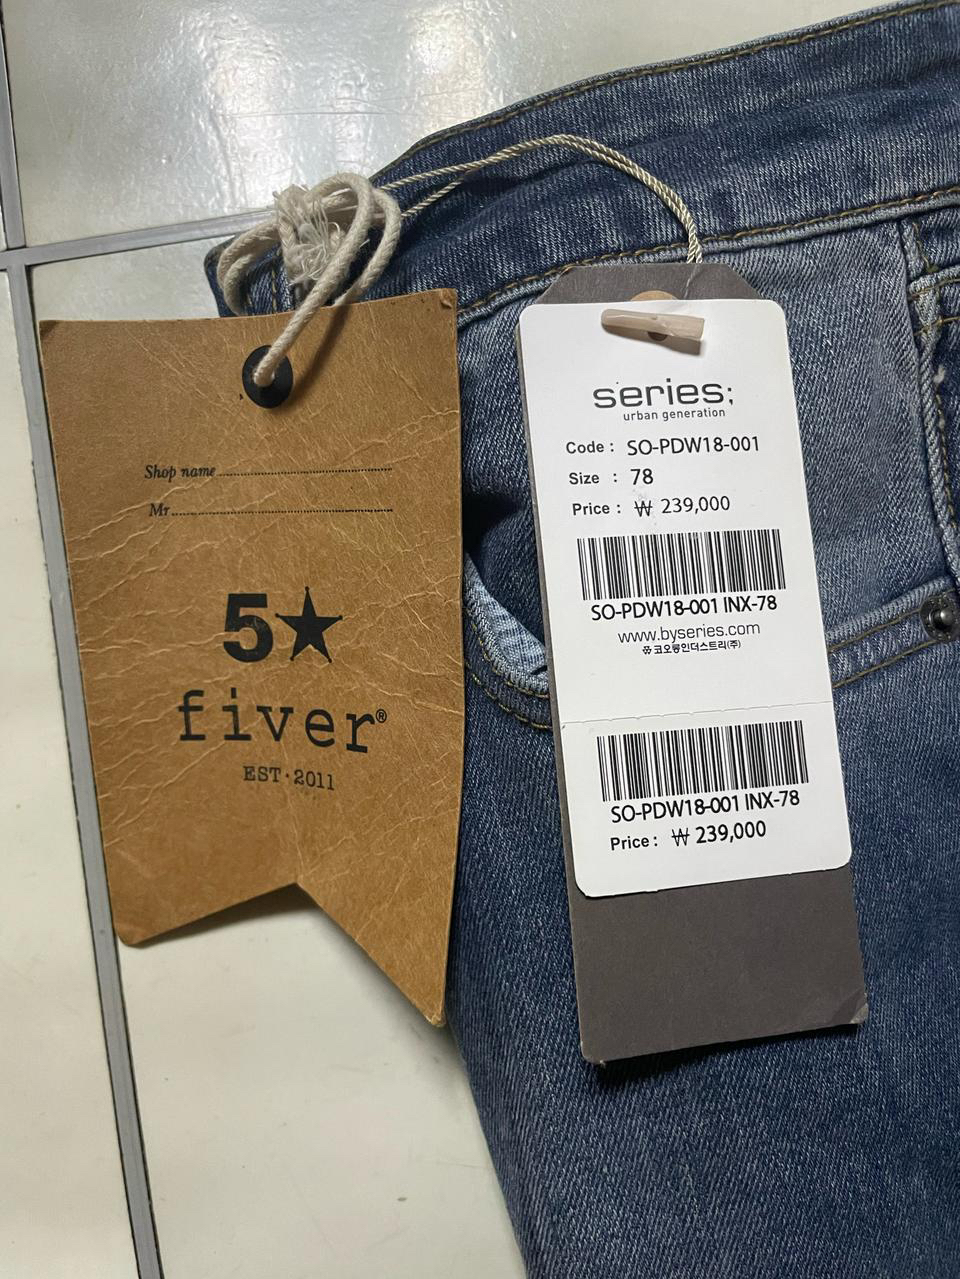 Shop name
Mr
5★
fiver®
EST·2011
series;
urban generation
Code : SO-PDW18-001
Size : 78
Price : ₩ 239,000
SO-PDW18-001 INX-78
www.byseries.com
코오롱인더스트리(주)
SO-PDW18-001 INX-78
Price : ₩ 239,000